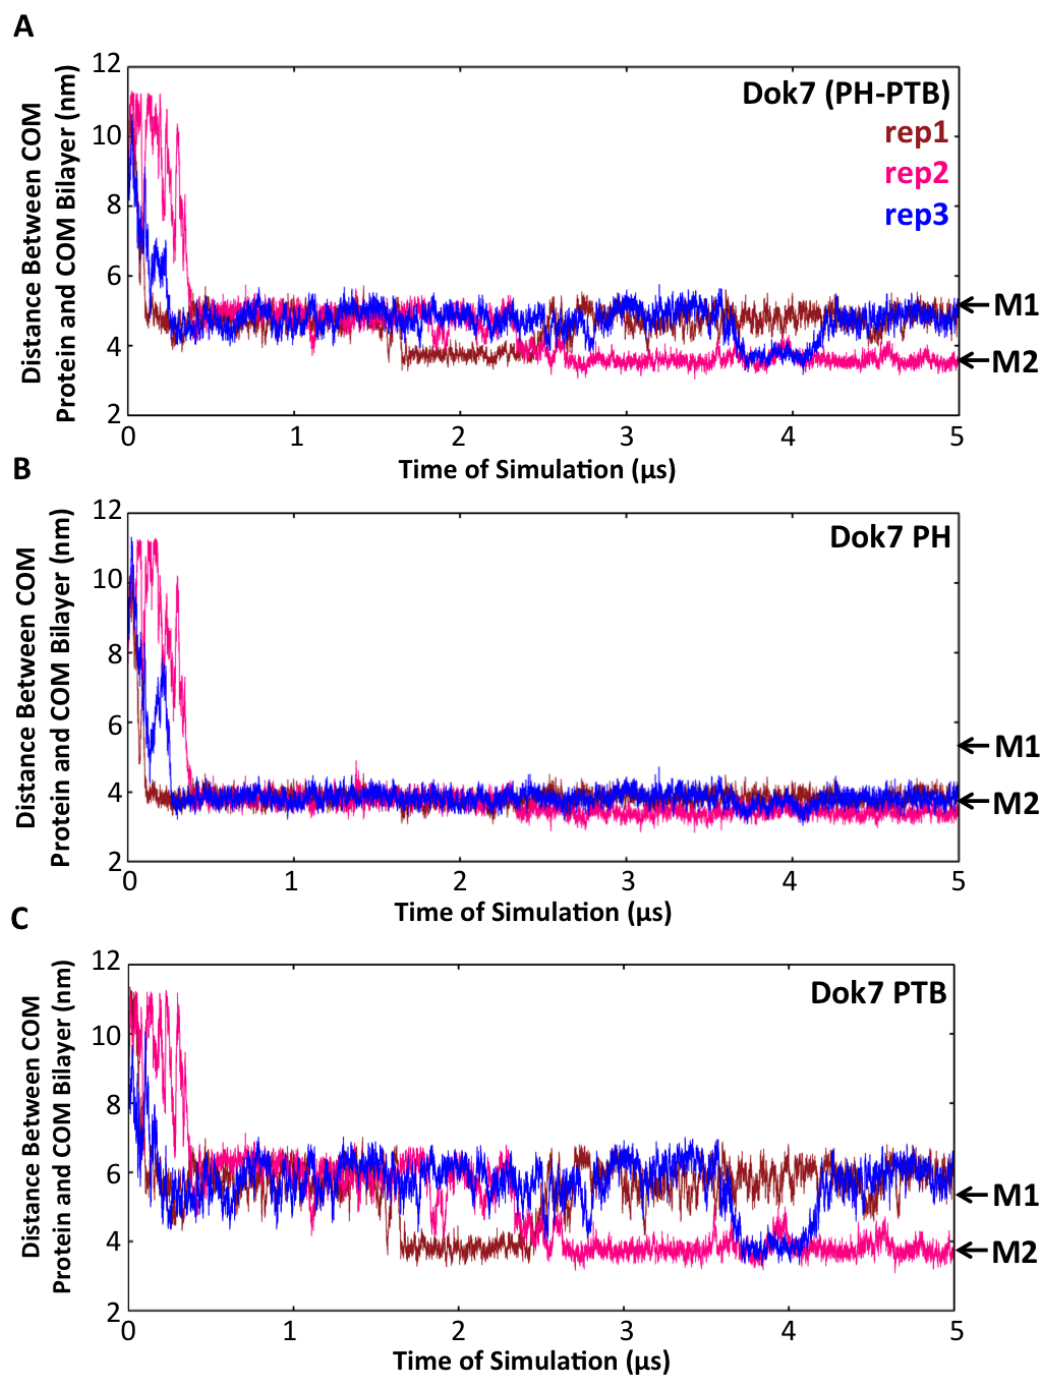 A
Distance Between COM
Protein and COM Bilayer (nm)
12
10
8
6
4
2
Dok7 (PH-PTB)
rep1
rep2
rep3
M1
M2
0 1 2 3 4 5
Time of Simulation (µs)
B
Distance Between COM
Protein and COM Bilayer (nm)
12
10
8
6
4
2
Dok7 PH
M1
M2
0 1 2 3 4 5
Time of Simulation (µs)
C
Distance Between COM
Protein and COM Bilayer (nm)
12
10
8
6
4
2
Dok7 PTB
M1
M2
0 1 2 3 4 5
Time of Simulation (µs)